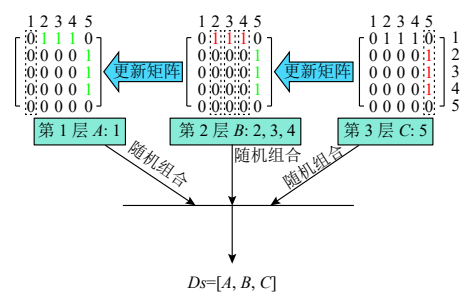 1 2 3 4 5 1 2 3 4 5 1 2 3 4 5
0 1 1 1 0 0 1 1 1 0 0 1 1 1 0 1
0 0 0 0 1 0 0 0 0 1 0 0 0 0 1 2
0 0 0 0 1 更新矩阵 0 0 0 0 1 更新矩阵 0 0 0 0 1 3
0 0 0 0 1 0 0 0 0 1 0 0 0 0 1 4
0 0 0 0 0 0 0 0 0 0 0 0 0 0 0 5
第 1 层 A: 1 第 2 层 B: 2, 3, 4 第 3 层 C: 5
随机组合 随机组合 随机组合
Ds=[A, B, C]